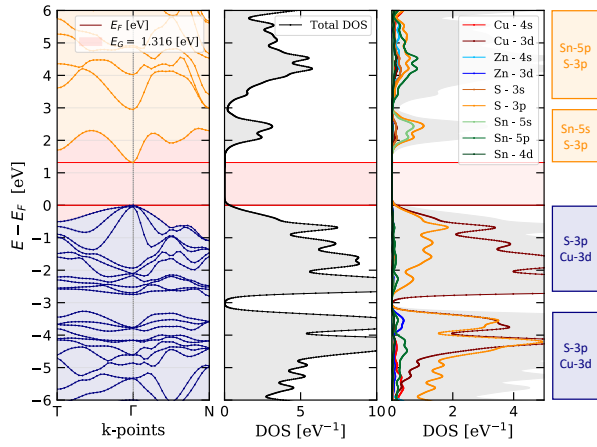 6
5
4
3
2
1
0
−1
−2
−3
−4
−5
−6
E − E_F [eV]
T
Γ
N
k-points
E_F [eV]
E_G = 1.316 [eV]
Total DOS
0
5
10
DOS [eV⁻¹]
Cu - 4s
Cu - 3d
Zn - 4s
Zn - 3d
S - 3s
S - 3p
Sn - 5s
Sn - 5p
Sn - 4d
0
2
4
DOS [eV⁻¹]
Sn-5p
S-3p
Sn-5s
S-3p
S-3p
Cu-3d
S-3p
Cu-3d